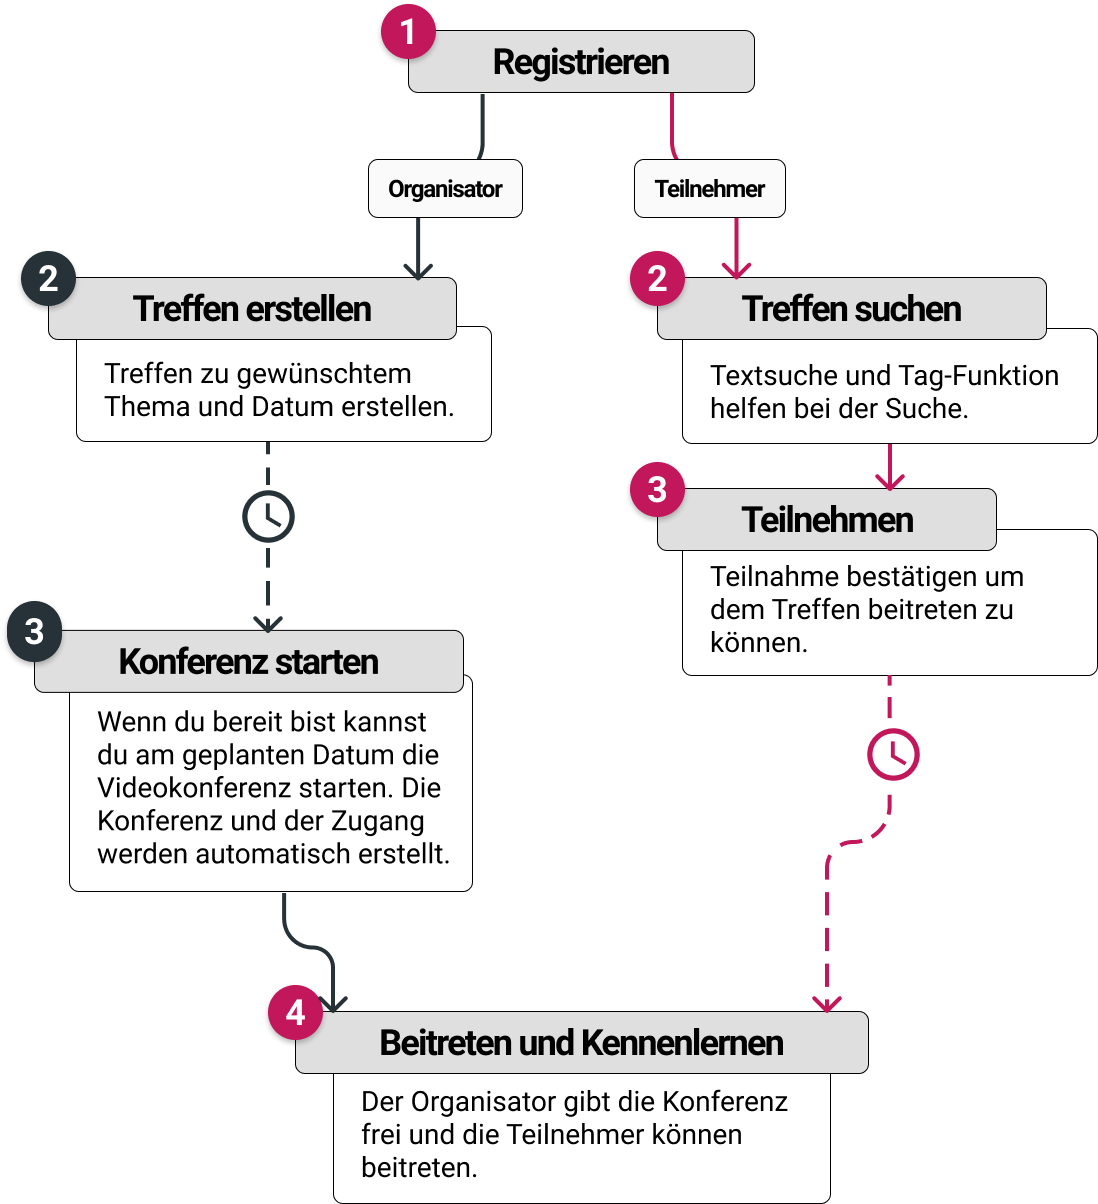 1
Registrieren
Organisator
Teilnehmer
2
Treffen erstellen
Treffen zu gewünschtem
Thema und Datum erstellen.
3
Konferenz starten
Wenn du bereit bist kannst
du am geplanten Datum die
Videokonferenz starten. Die
Konferenz und der Zugang
werden automatisch erstellt.
2
Treffen suchen
Textsuche und Tag-Funktion
helfen bei der Suche.
3
Teilnehmen
Teilnahme bestätigen um
dem Treffen beitreten zu
können.
4
Beitreten und Kennenlernen
Der Organisator gibt die Konferenz
frei und die Teilnehmer können
beitreten.